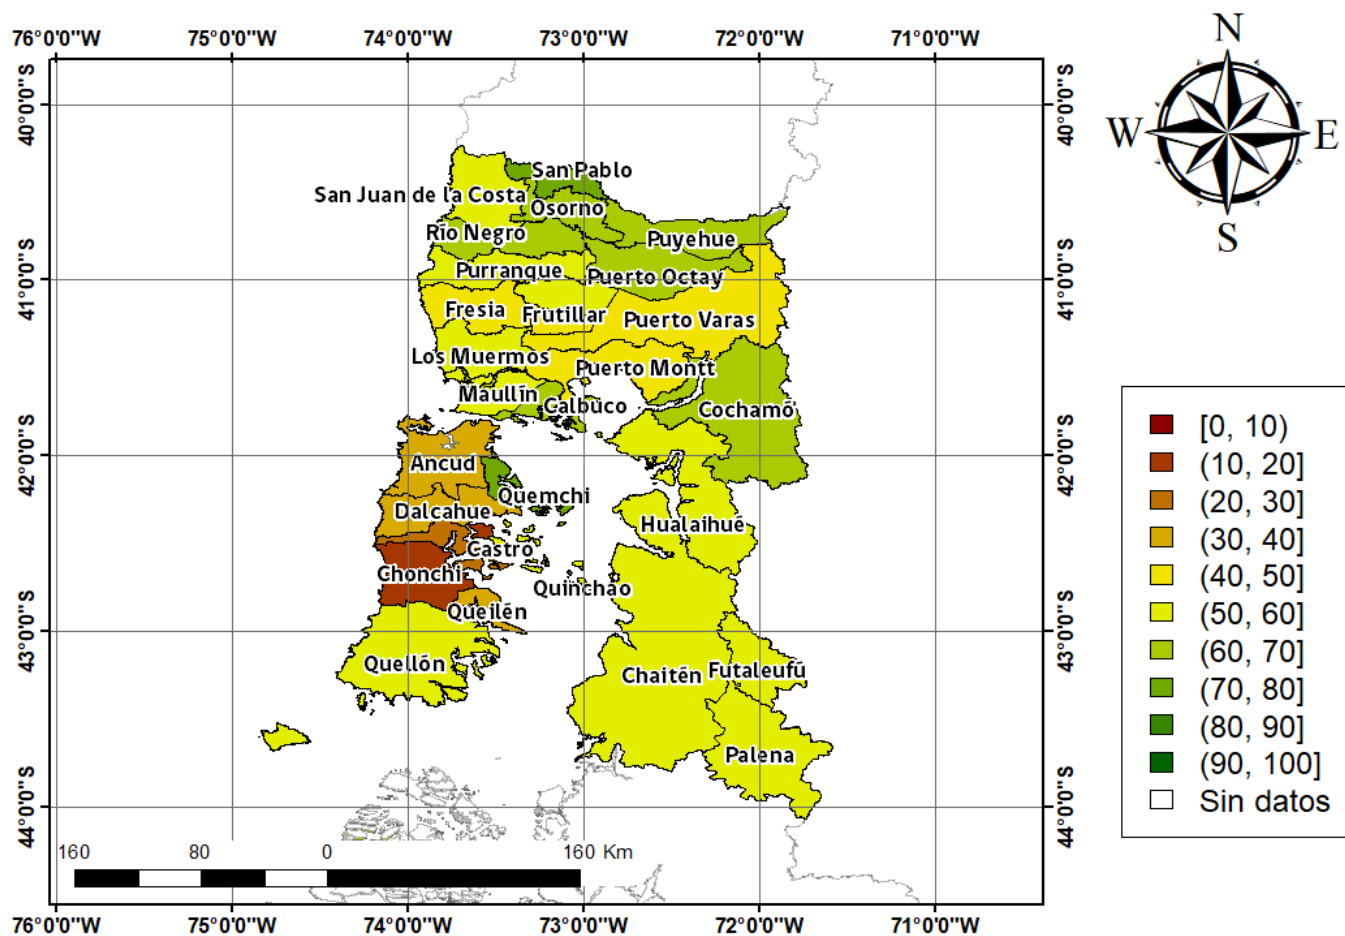 76°0'0"W 75°0'0"W 74°0'0"W 73°0'0"W 72°0'0"W 71°0'0"W
N
W E
S
40°0'0"S 40°0'0"S
San Pablo
San Juan de la Costa
Osorno
Río Negro
Puyehue
Purranque
Puerto Octay
41°0'0"S 41°0'0"S
Fresia
Frutillar
Puerto Varas
Los Muermos
Puerto Montt
Maullín
Calbuco
Cochamó
42°0'0"S 42°0'0"S
Ancud
Quemchi
Dalcahue
Hualaihué
Castro
Chonchi
Quinchao
Queilén
43°0'0"S 43°0'0"S
Quellón
Chaitén
Futaleufú
Palena
44°0'0"S 44°0'0"S
160 80 0 160 Km
76°0'0"W 75°0'0"W 74°0'0"W 73°0'0"W 72°0'0"W 71°0'0"W
[0, 10)
(10, 20]
(20, 30]
(30, 40]
(40, 50]
(50, 60]
(60, 70]
(70, 80]
(80, 90]
(90, 100]
Sin datos